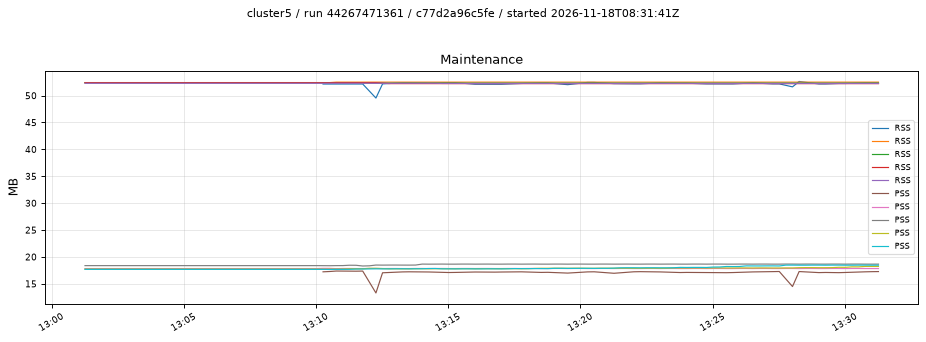 cluster5 / run 44267471361 / c77d2a96c5fe / started 2026-11-18T08:31:41Z
Maintenance
MB
50
45
40
35
30
25
20
15
RSS
RSS
RSS
RSS
RSS
PSS
PSS
PSS
PSS
PSS
13:00
13:05
13:10
13:15
13:20
13:25
13:30